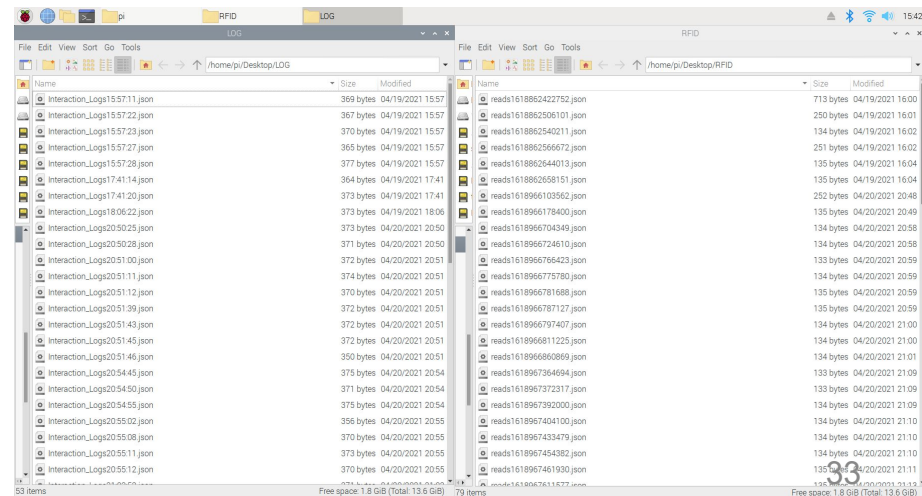 pi RFID LOG 15:42
LOG
File Edit View Sort Go Tools
/home/pi/Desktop/LOG
Name Size Modified
Interaction_Logs15:57:11.json 369 bytes 04/19/2021 15:57
Interaction_Logs15:57:22.json 367 bytes 04/19/2021 15:57
Interaction_Logs15:57:23.json 370 bytes 04/19/2021 15:57
Interaction_Logs15:57:27.json 365 bytes 04/19/2021 15:57
Interaction_Logs15:57:28.json 377 bytes 04/19/2021 15:57
Interaction_Logs17:41:14.json 364 bytes 04/19/2021 17:41
Interaction_Logs17:41:20.json 373 bytes 04/19/2021 17:41
Interaction_Logs18:06:22.json 373 bytes 04/19/2021 18:06
Interaction_Logs20:50:25.json 373 bytes 04/20/2021 20:50
Interaction_Logs20:50:28.json 371 bytes 04/20/2021 20:50
Interaction_Logs20:51:00.json 372 bytes 04/20/2021 20:51
Interaction_Logs20:51:11.json 374 bytes 04/20/2021 20:51
Interaction_Logs20:51:12.json 370 bytes 04/20/2021 20:51
Interaction_Logs20:51:39.json 372 bytes 04/20/2021 20:51
Interaction_Logs20:51:43.json 372 bytes 04/20/2021 20:51
Interaction_Logs20:51:45.json 372 bytes 04/20/2021 20:51
Interaction_Logs20:51:46.json 350 bytes 04/20/2021 20:51
Interaction_Logs20:54:45.json 375 bytes 04/20/2021 20:54
Interaction_Logs20:54:50.json 371 bytes 04/20/2021 20:54
Interaction_Logs20:54:55.json 375 bytes 04/20/2021 20:54
Interaction_Logs20:55:02.json 356 bytes 04/20/2021 20:55
Interaction_Logs20:55:08.json 370 bytes 04/20/2021 20:55
Interaction_Logs20:55:11.json 373 bytes 04/20/2021 20:55
Interaction_Logs20:55:12.json 370 bytes 04/20/2021 20:55
53 items Free space: 1.8 GiB (Total: 13.6 GiB)
RFID
File Edit View Sort Go Tools
/home/pi/Desktop/RFID
Name Size Modified
reads1618862422752.json 713 bytes 04/19/2021 16:00
reads1618862506101.json 250 bytes 04/19/2021 16:01
reads1618862540211.json 134 bytes 04/19/2021 16:02
reads1618862566672.json 251 bytes 04/19/2021 16:02
reads1618862644013.json 135 bytes 04/19/2021 16:04
reads1618862658151.json 135 bytes 04/19/2021 16:04
reads1618966103562.json 252 bytes 04/20/2021 20:48
reads1618966178400.json 135 bytes 04/20/2021 20:49
reads1618966704349.json 134 bytes 04/20/2021 20:58
reads1618966724610.json 134 bytes 04/20/2021 20:58
reads1618966766423.json 133 bytes 04/20/2021 20:59
reads1618966775780.json 134 bytes 04/20/2021 20:59
reads1618966781688.json 135 bytes 04/20/2021 20:59
reads1618966787127.json 135 bytes 04/20/2021 20:59
reads1618966797407.json 134 bytes 04/20/2021 21:00
reads1618966811225.json 134 bytes 04/20/2021 21:00
reads1618966860869.json 134 bytes 04/20/2021 21:01
reads1618967364694.json 133 bytes 04/20/2021 21:09
reads1618967372317.json 133 bytes 04/20/2021 21:09
reads1618967392000.json 134 bytes 04/20/2021 21:09
reads1618967404100.json 134 bytes 04/20/2021 21:10
reads1618967433479.json 134 bytes 04/20/2021 21:10
reads1618967454382.json 134 bytes 04/20/2021 21:10
reads1618967461930.json 135 bytes 04/20/2021 21:11
33
79 items Free space: 1.8 GiB (Total: 13.6 GiB)